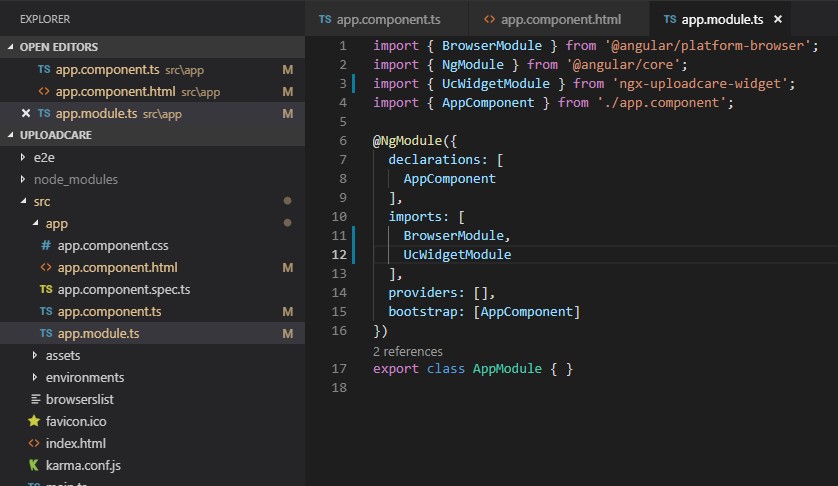 EXPLORER
OPEN EDITORS
TS app.component.ts src\app M
<> app.component.html src\app M
× TS app.module.ts src\app M
UPLOADCARE
e2e
node_modules
src
app
# app.component.css
<> app.component.html M
TS app.component.spec.ts
TS app.component.ts M
TS app.module.ts M
assets
environments
browserslist
favicon.ico
<> index.html
karma.conf.js
TS main.ts
TS app.component.ts <> app.component.html TS app.module.ts ×
1 import { BrowserModule } from '@angular/platform-browser';
2 import { NgModule } from '@angular/core';
3 import { UcWidgetModule } from 'ngx-uploadcare-widget';
4 import { AppComponent } from './app.component';
5
6 @NgModule({
7 declarations: [
8 AppComponent
9 ],
10 imports: [
11 BrowserModule,
12 UcWidgetModule
13 ],
14 providers: [],
15 bootstrap: [AppComponent]
16 })
2 references
17 export class AppModule { }
18